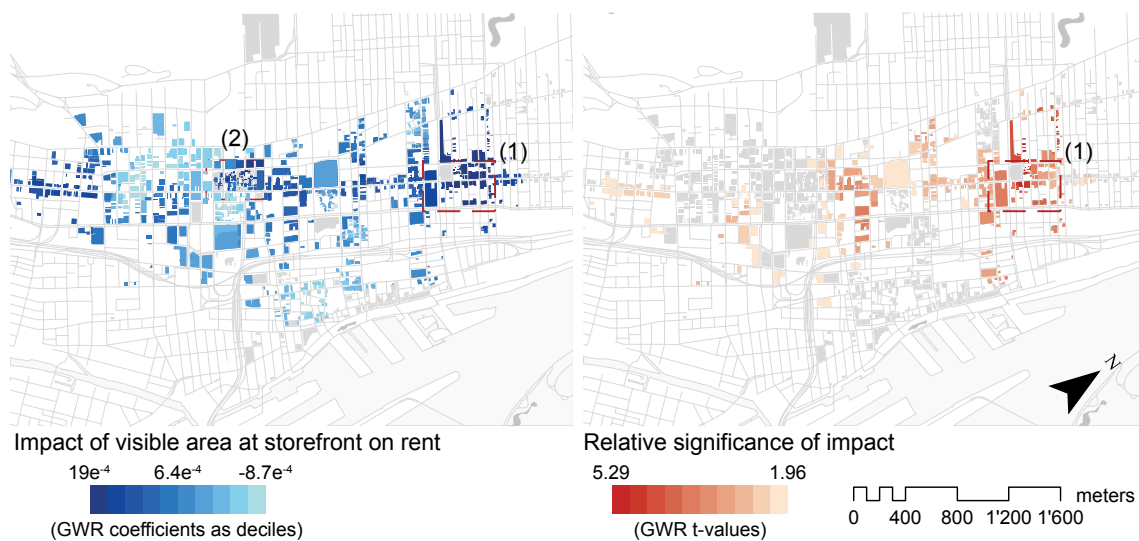 (2)
(1)
(1)
N
Impact of visible area at storefront on rent
19e⁻⁴ 6.4e⁻⁴ -8.7e⁻⁴
(GWR coefficients as deciles)
Relative significance of impact
5.29 1.96
(GWR t-values)
meters
0 400 800 1'200 1'600